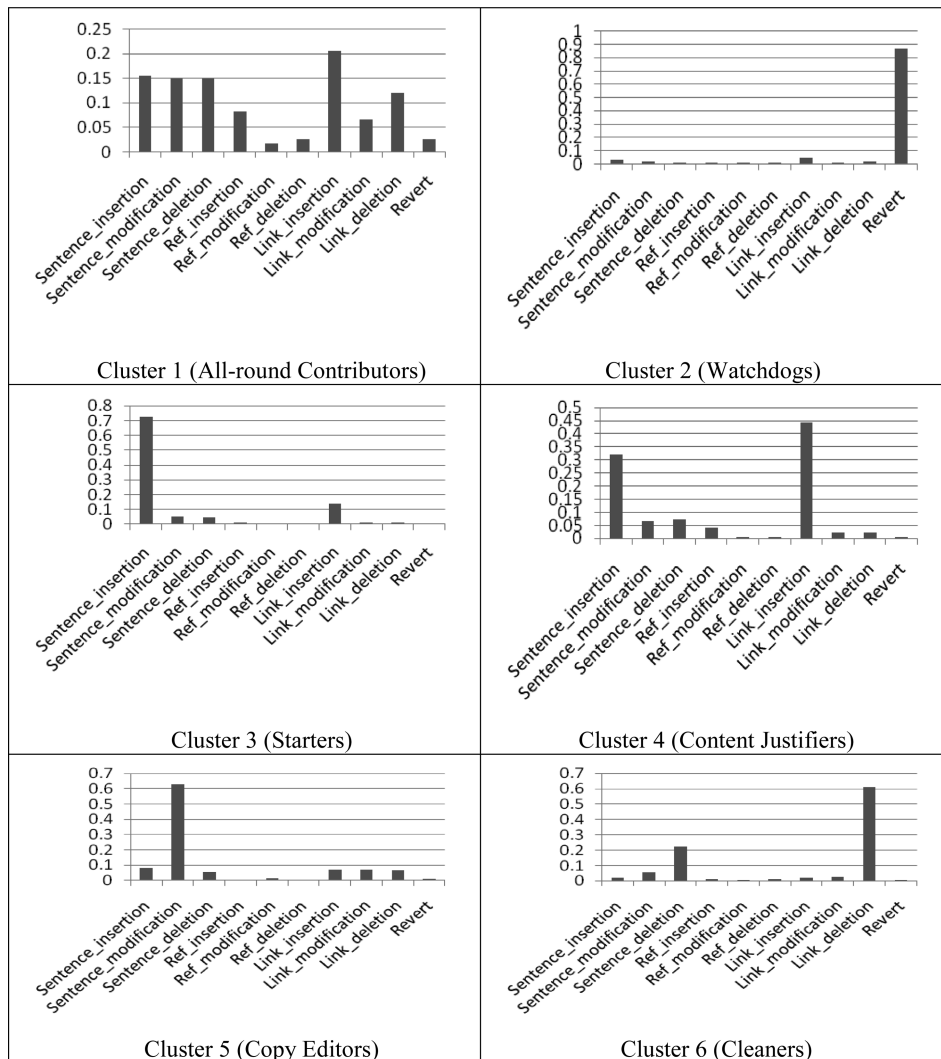 0.25
0.2
0.15
0.1
0.05
0
Sentence_insertion
Sentence_modification
Sentence_deletion
Ref_insertion
Ref_modification
Ref_deletion
Link_insertion
Link_modification
Link_deletion
Revert
Cluster 1 (All-round Contributors)
1
0.9
0.8
0.7
0.6
0.5
0.4
0.3
0.2
0.1
0
Sentence_insertion
Sentence_modification
Sentence_deletion
Ref_insertion
Ref_modification
Ref_deletion
Link_insertion
Link_modification
Link_deletion
Revert
Cluster 2 (Watchdogs)
0.8
0.7
0.6
0.5
0.4
0.3
0.2
0.1
0
Sentence_insertion
Sentence_modification
Sentence_deletion
Ref_insertion
Ref_modification
Ref_deletion
Link_insertion
Link_modification
Link_deletion
Revert
Cluster 3 (Starters)
0.5
0.45
0.4
0.35
0.3
0.25
0.2
0.15
0.1
0.05
0
Sentence_insertion
Sentence_modification
Sentence_deletion
Ref_insertion
Ref_modification
Ref_deletion
Link_insertion
Link_modification
Link_deletion
Revert
Cluster 4 (Content Justifiers)
0.7
0.6
0.5
0.4
0.3
0.2
0.1
0
Sentence_insertion
Sentence_modification
Sentence_deletion
Ref_insertion
Ref_modification
Ref_deletion
Link_insertion
Link_modification
Link_deletion
Revert
Cluster 5 (Copy Editors)
0.7
0.6
0.5
0.4
0.3
0.2
0.1
0
Sentence_insertion
Sentence_modification
Sentence_deletion
Ref_insertion
Ref_modification
Ref_deletion
Link_insertion
Link_modification
Link_deletion
Revert
Cluster 6 (Cleaners)